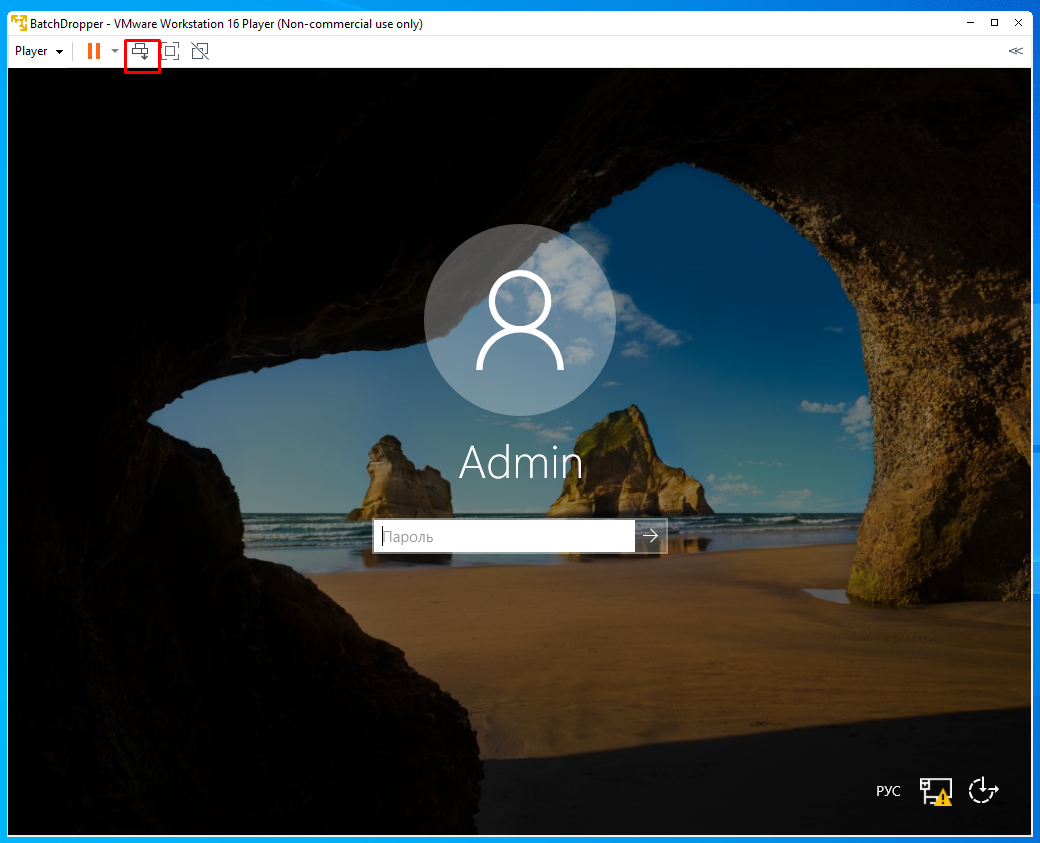 BatchDropper - VMware Workstation 16 Player (Non-commercial use only)
Player
Admin
Пароль
РУС